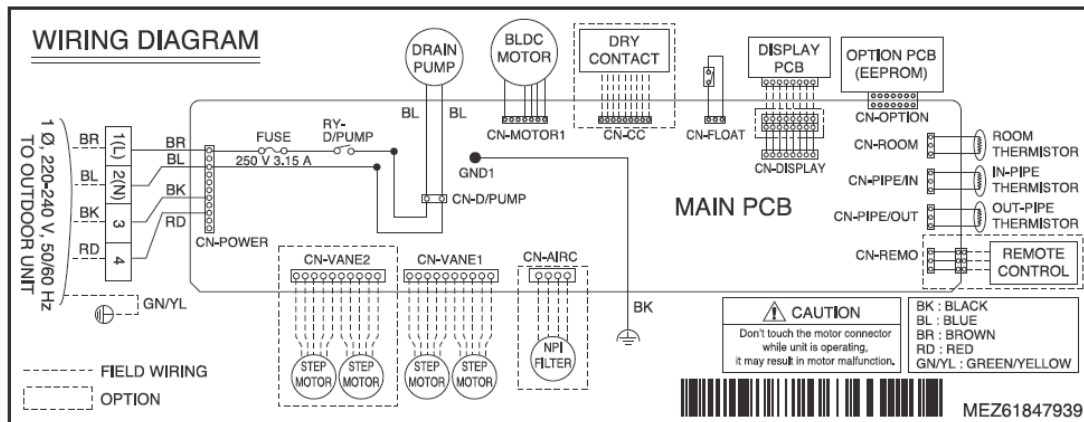 WIRING DIAGRAM
DRAIN
PUMP
BLDC
MOTOR
DRY
CONTACT
DISPLAY
PCB
OPTION PCB
(EEPROM)
BL
BL
CN-MOTOR1
CN-CC
CN-FLOAT
CN-OPTION
CN-DISPLAY
1 Ø, 220-240 V, 50/60 Hz
TO OUTDOOR UNIT
BR
1(L)
BR
BL
2(N)
BL
BK
3
BK
RD
4
RD
GN/YL
CN-POWER
FUSE
250 V 3.15 A
RY-
D/PUMP
GND1
CN-D/PUMP
MAIN PCB
CN-ROOM
ROOM
THERMISTOR
CN-PIPE/IN
IN-PIPE
THERMISTOR
CN-PIPE/OUT
OUT-PIPE
THERMISTOR
CN-REMO
REMOTE
CONTROL
CN-VANE2
CN-VANE1
CN-AIRC
BK
STEP
MOTOR
STEP
MOTOR
STEP
MOTOR
STEP
MOTOR
NPI
FILTER
FIELD WIRING
OPTION
CAUTION
Don't touch the motor connector
while unit is operating,
it may result in motor malfunction.
BK : BLACK
BL : BLUE
BR : BROWN
RD : RED
GN/YL : GREEN/YELLOW
MEZ61847939